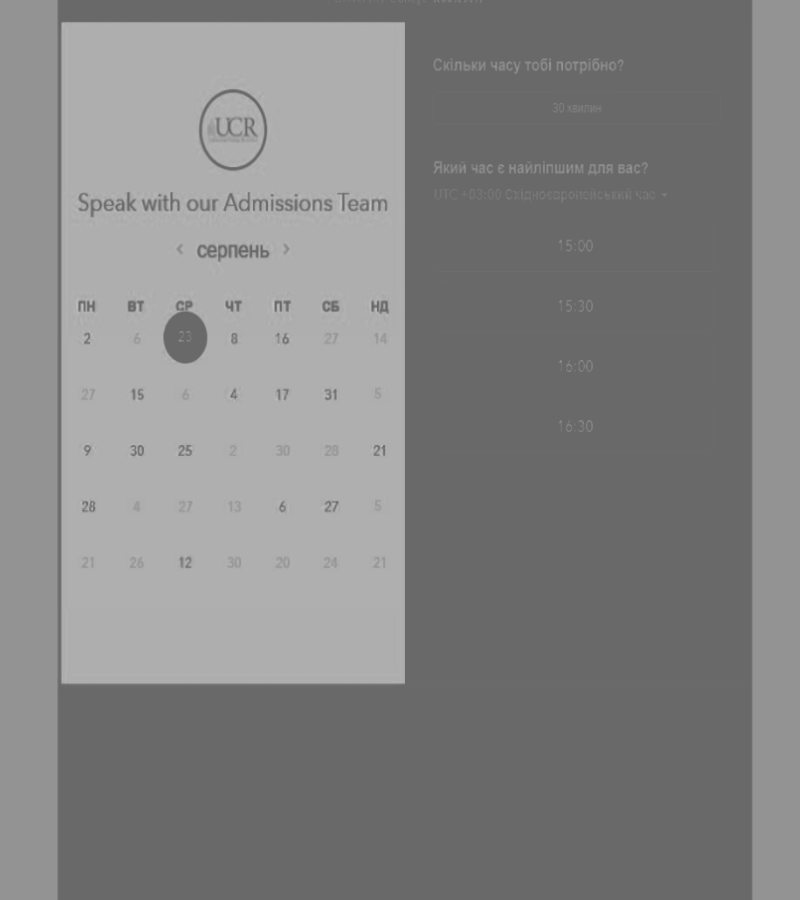 UCR
Speak with our Admissions Team
‹ серпень ›
ПН ВТ СР ЧТ ПТ СБ НД
2 6 23 8 16 27 14
27 15 6 4 17 31 5
9 30 25 2 30 28 21
28 4 27 13 6 27 5
21 26 12 30 20 24 21
Скільки часу тобі потрібно?
30 хвилин
Який час є найліпшим для вас?
UTC +03:00 Східноєвропейський час
15:00
15:30
16:00
16:30